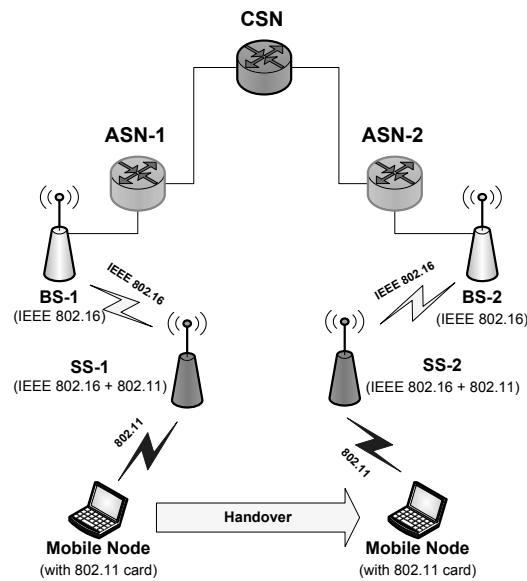 CSN
ASN-1
ASN-2
IEEE 802.16
IEEE 802.16
BS-1
(IEEE 802.16)
BS-2
(IEEE 802.16)
SS-1
(IEEE 802.16 + 802.11)
SS-2
(IEEE 802.16 + 802.11)
802.11
802.11
Handover
Mobile Node
(with 802.11 card)
Mobile Node
(with 802.11 card)